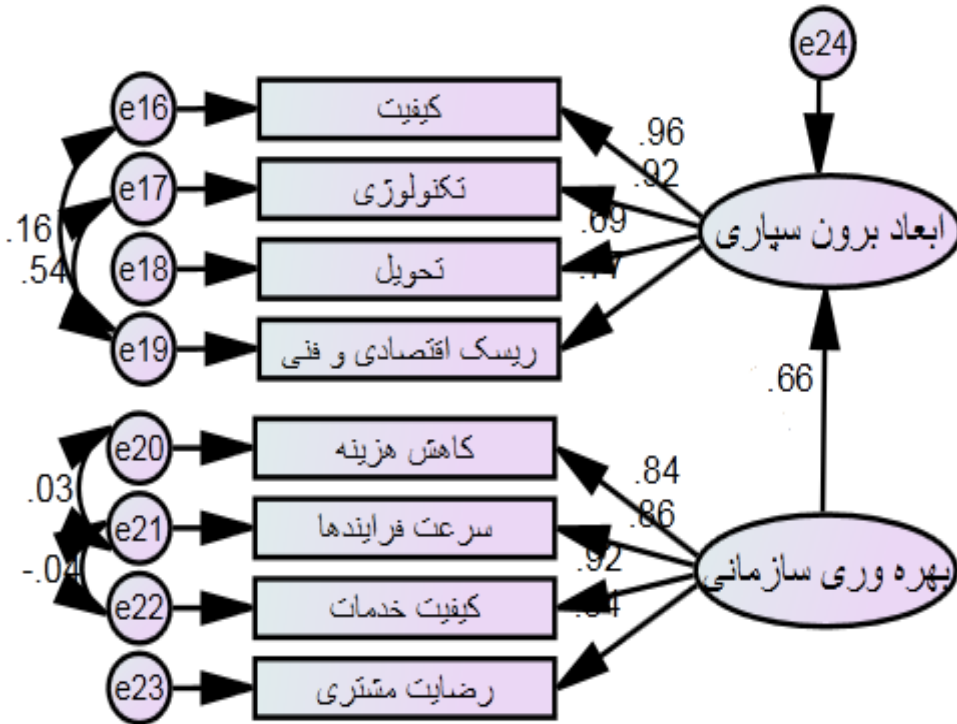 e24
e16
کیفیت
.96
e17
تکنولوژی
.92
ابعاد برون سپاری
.16
.54
e18
تحویل
.69
.77
e19
ریسک اقتصادی و فنی
.66
e20
کاهش هزینه
.84
.03
e21
سرعت فرایندها
.86
بهره وری سازمانی
-.04
e22
کیفیت خدمات
.92
e23
رضایت مشتری